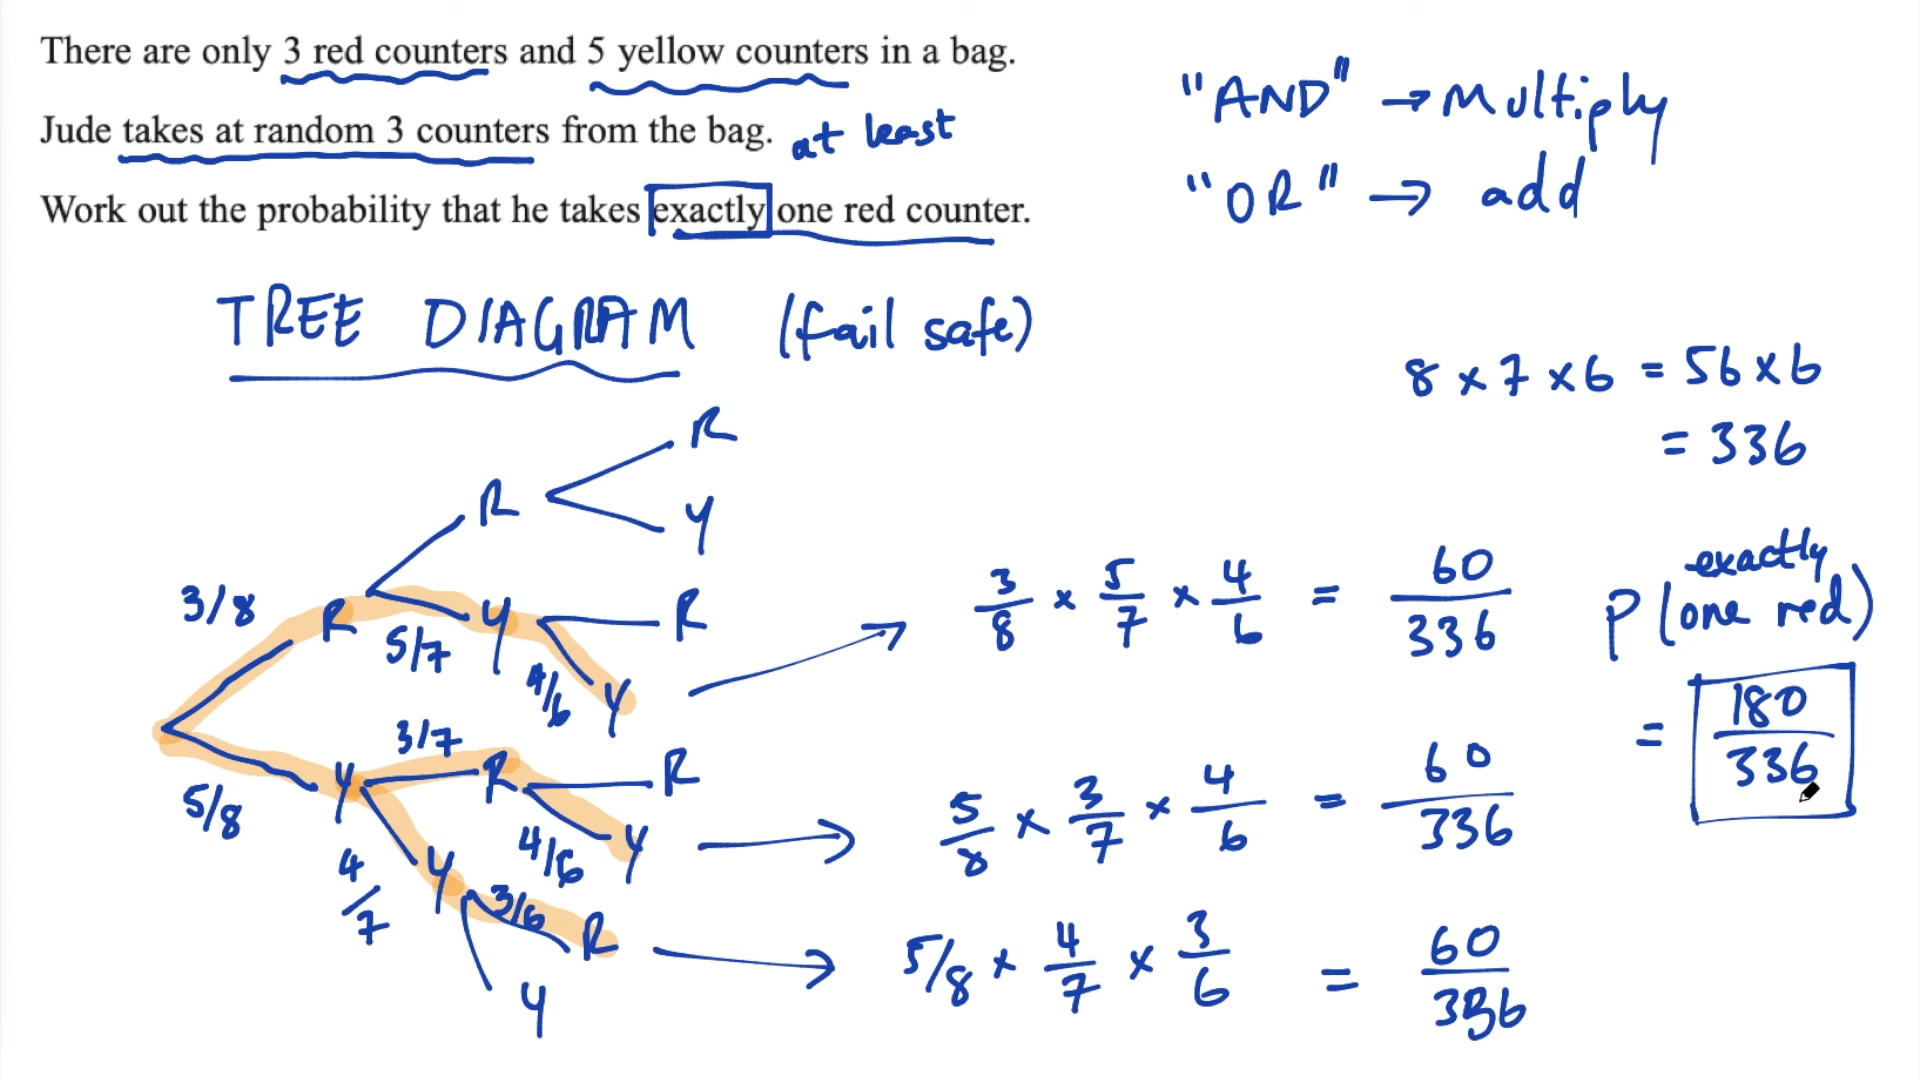 There are only 3 red counters and 5 yellow counters in a bag.
Jude takes at random 3 counters from the bag. at least
Work out the probability that he takes exactly one red counter.
"AND" → Multiply
"OR" → add
TREE DIAGRAM (fail safe)
8 × 7 × 6 = 56 × 6
= 336
R
R
Y
3/8 R
5/7 Y R
4/6 Y
3/8 × 5/7 × 4/6 = 60/336
5/8 Y
3/7 R R
4/6 Y
5/8 × 3/7 × 4/6 = 60/336
4/7 Y
3/6 R
Y
5/8 × 4/7 × 3/6 = 60/336
exactly
P(one red)
= 180/336